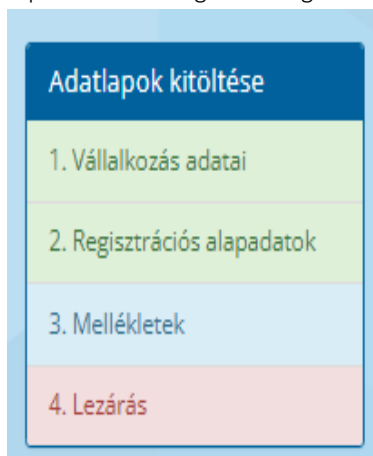 Adatlapok kitöltése
1. Vállalkozás adatai
2. Regisztrációs alapadatok
3. Mellékletek
4. Lezárás